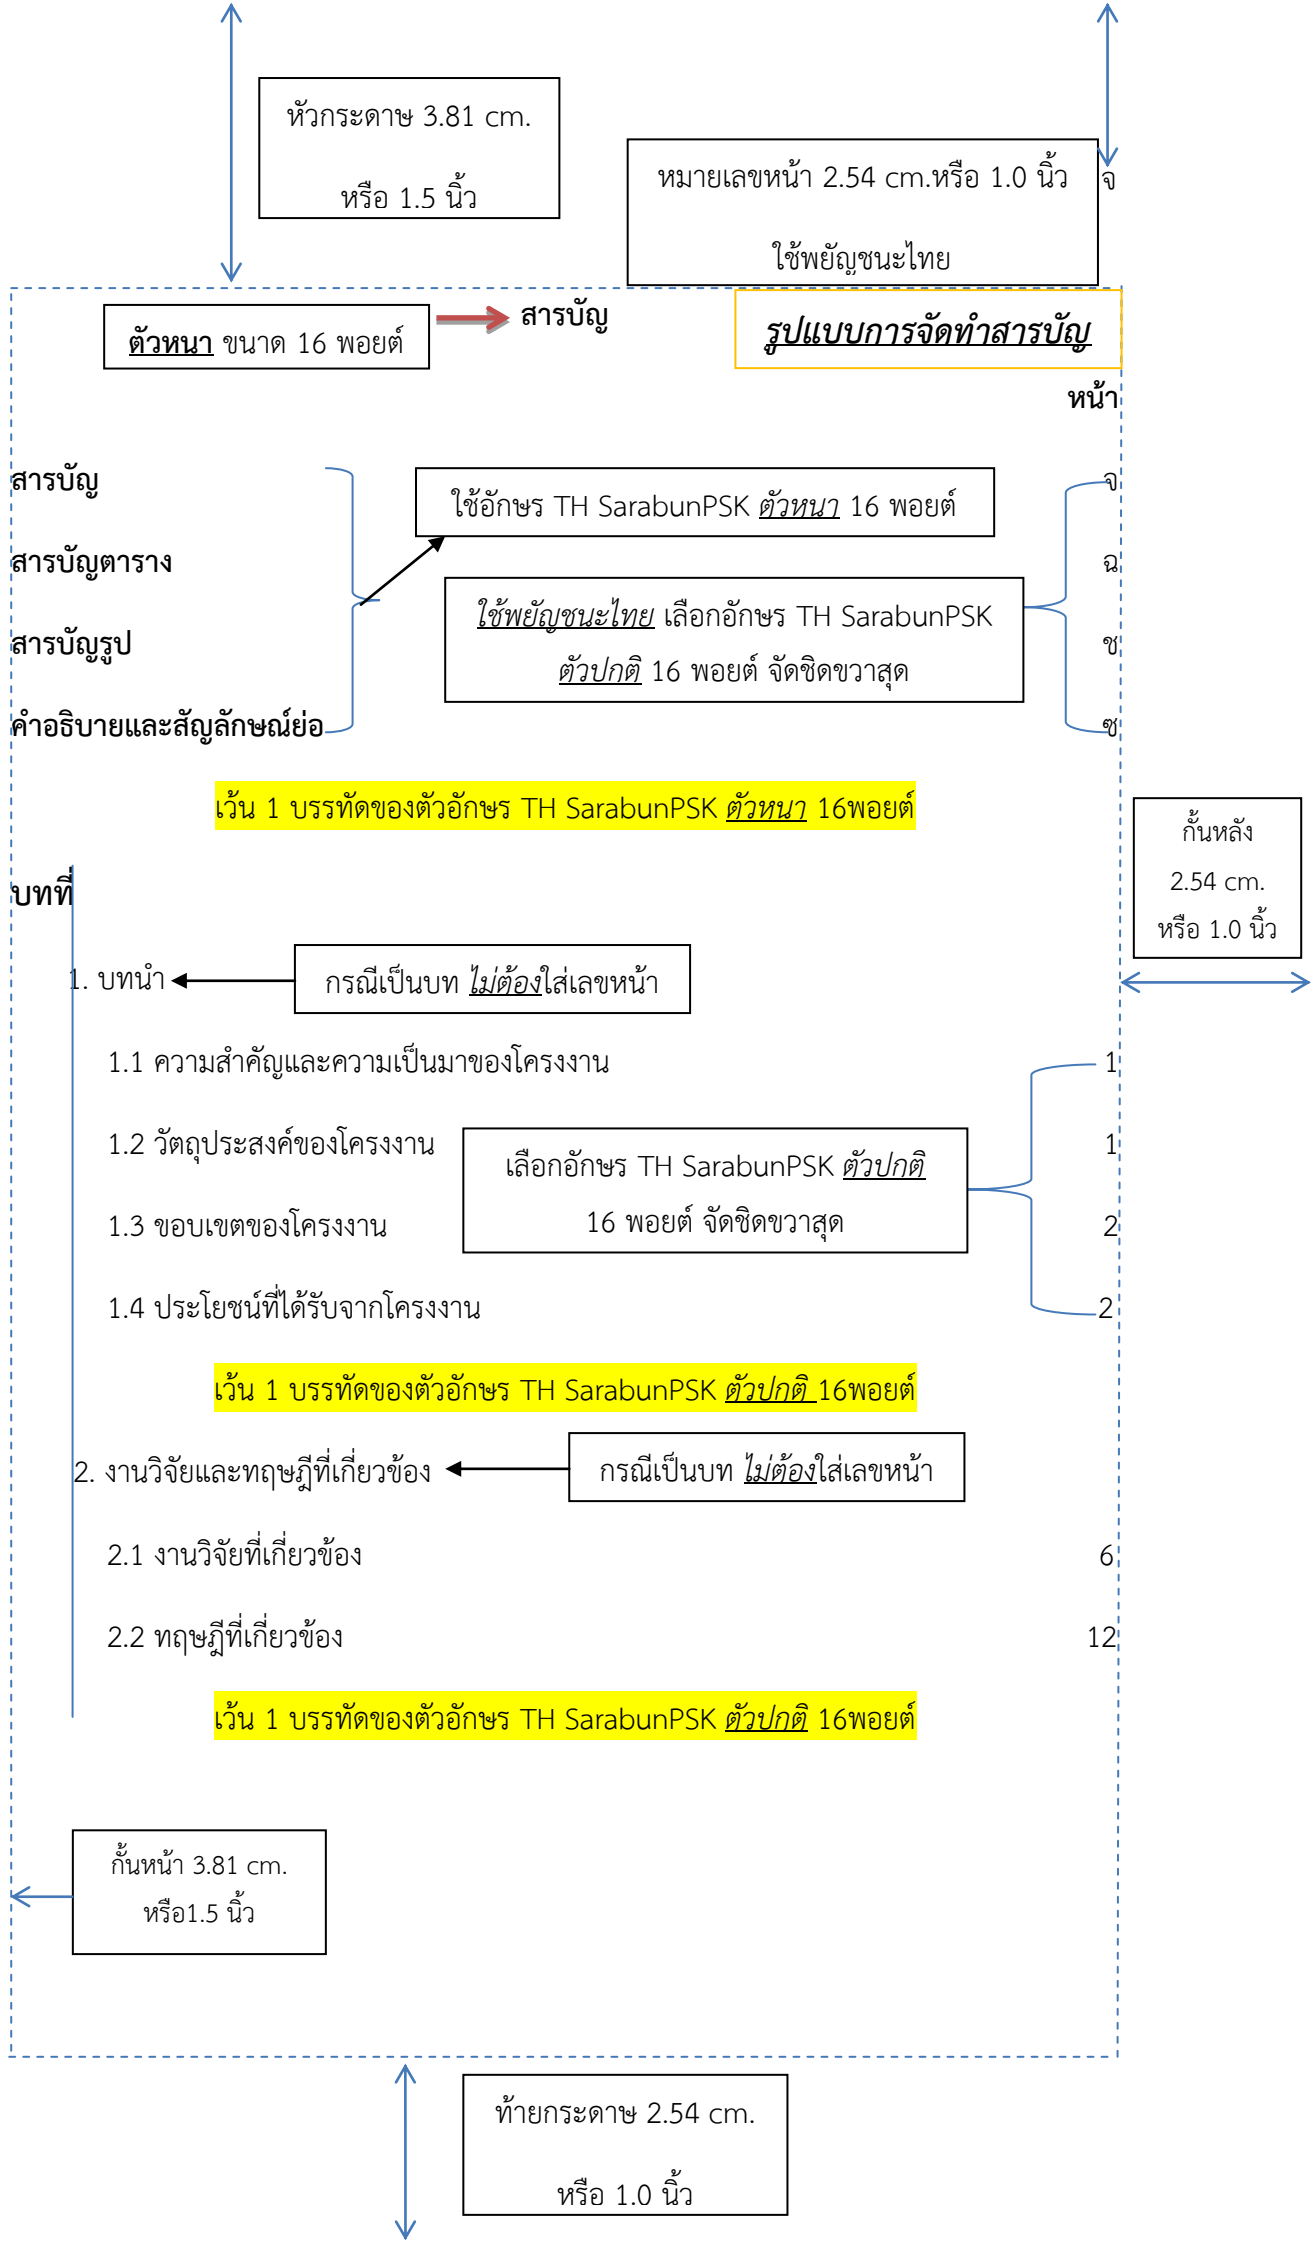 หัวกระดาษ 3.81 cm.
หรือ 1.5 นิ้ว
หมายเลขหน้า 2.54 cm.หรือ 1.0 นิ้ว
ใช้พยัญชนะไทย
จ
ตัวหนา ขนาด 16 พอยต์
สารบัญ
รูปแบบการจัดทำสารบัญ
หน้า
สารบัญ
จ
ใช้อักษร TH SarabunPSK ตัวหนา 16 พอยต์
สารบัญตาราง
ฉ
ใช้พยัญชนะไทย เลือกอักษร TH SarabunPSK
ตัวปกติ 16 พอยต์ จัดชิดขวาสุด
สารบัญรูป
ช
คำอธิบายและสัญลักษณ์ย่อ
ซ
เว้น 1 บรรทัดของตัวอักษร TH SarabunPSK ตัวหนา 16พอยต์
กั้นหลัง
2.54 cm.
หรือ 1.0 นิ้ว
บทที่
1. บทนำ
กรณีเป็นบท ไม่ต้องใส่เลขหน้า
1.1 ความสำคัญและความเป็นมาของโครงงาน
1
1.2 วัตถุประสงค์ของโครงงาน
1
เลือกอักษร TH SarabunPSK ตัวปกติ
16 พอยต์ จัดชิดขวาสุด
1.3 ขอบเขตของโครงงาน
2
1.4 ประโยชน์ที่ได้รับจากโครงงาน
2
เว้น 1 บรรทัดของตัวอักษร TH SarabunPSK ตัวปกติ 16พอยต์
2. งานวิจัยและทฤษฎีที่เกี่ยวข้อง
กรณีเป็นบท ไม่ต้องใส่เลขหน้า
2.1 งานวิจัยที่เกี่ยวข้อง
6
2.2 ทฤษฎีที่เกี่ยวข้อง
12
เว้น 1 บรรทัดของตัวอักษร TH SarabunPSK ตัวปกติ 16พอยต์
กั้นหน้า 3.81 cm.
หรือ1.5 นิ้ว
ท้ายกระดาษ 2.54 cm.
หรือ 1.0 นิ้ว